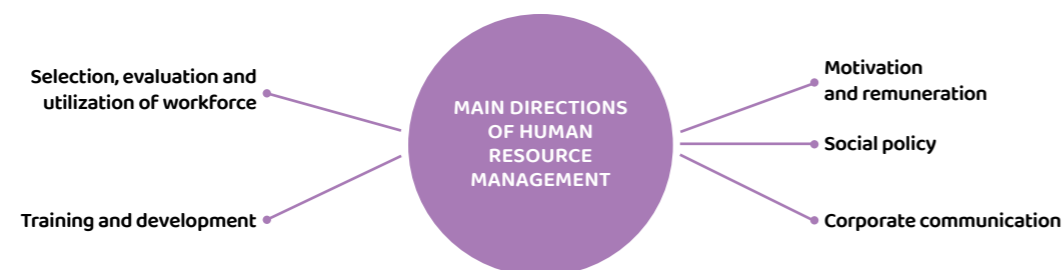 Selection, evaluation and
utilization of workforce
Training and development
MAIN DIRECTIONS
OF HUMAN
RESOURCE
MANAGEMENT
Motivation
and remuneration
Social policy
Corporate communication